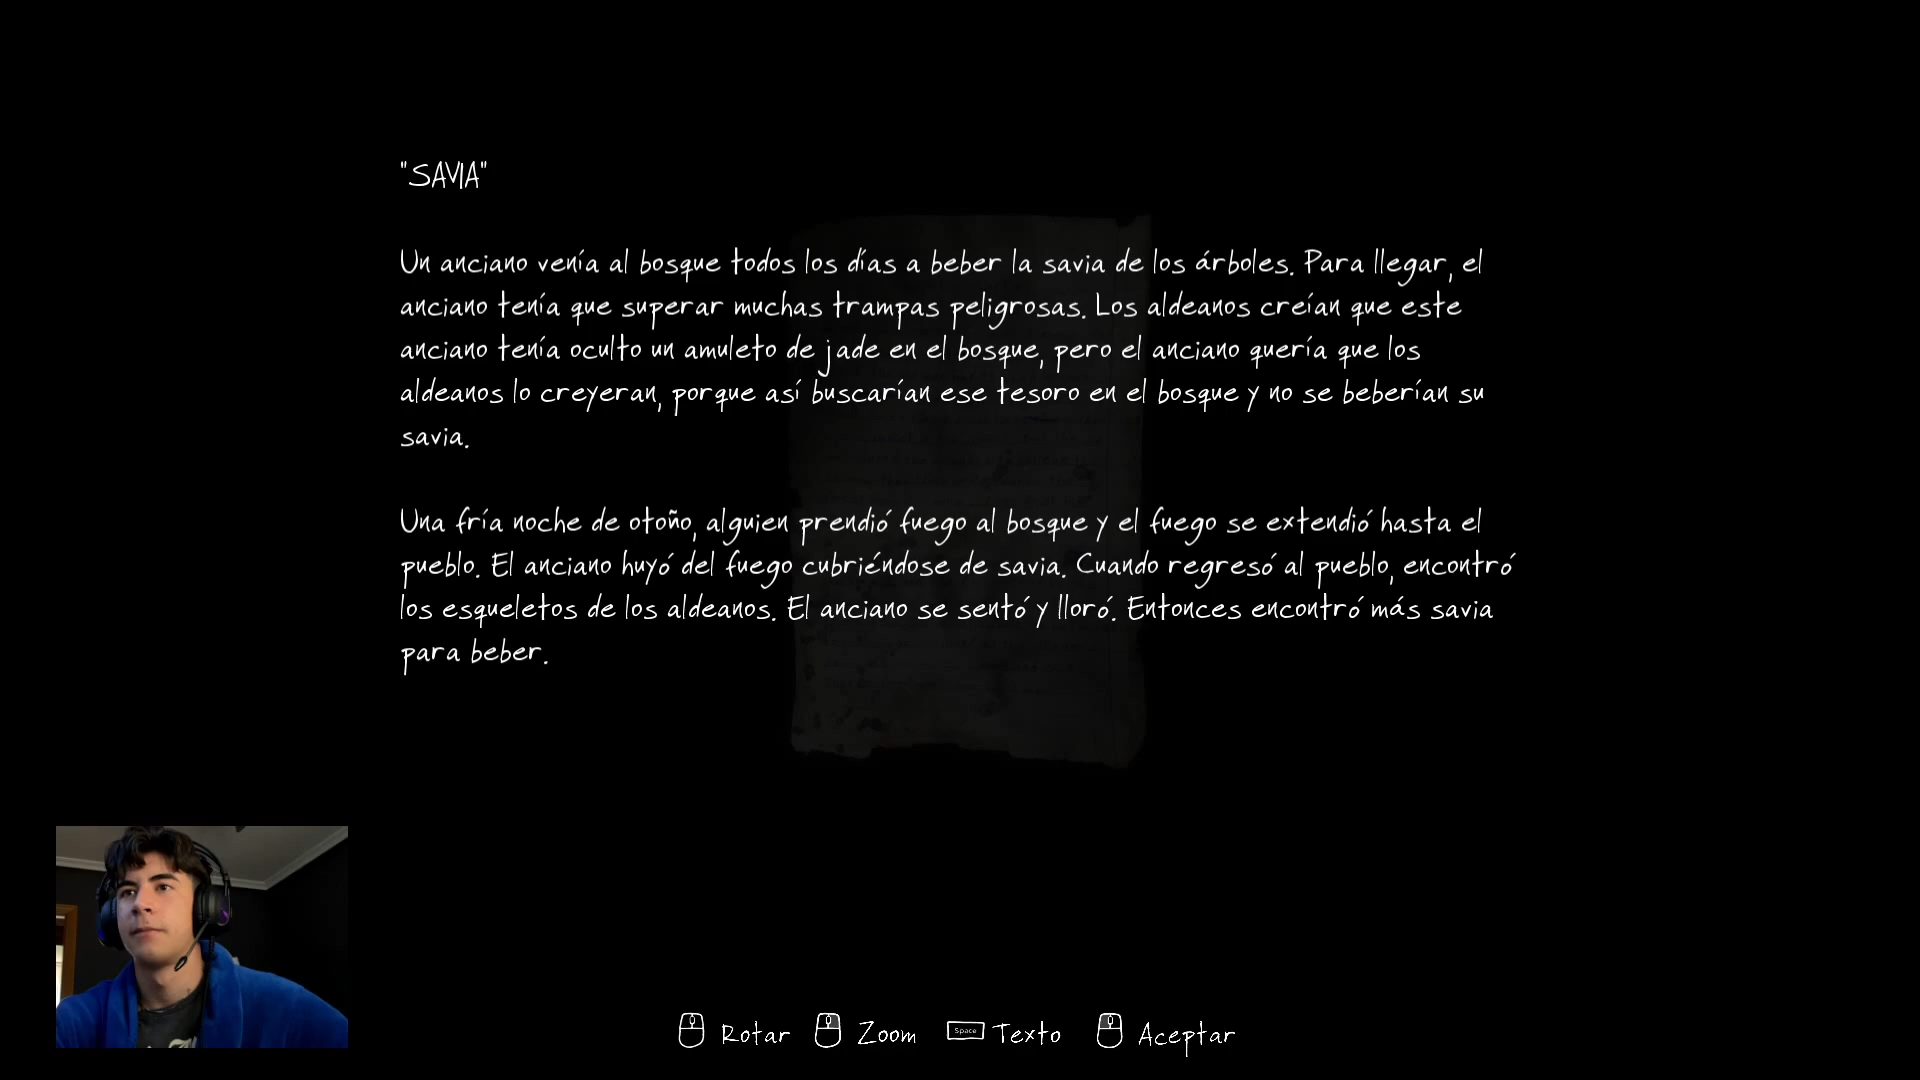 "SAVIA"
Un anciano venía al bosque todos los días a beber la savia de los árboles. Para llegar, el
anciano tenía que superar muchas trampas peligrosas. Los aldeanos creían que este
anciano tenía oculto un amuleto de jade en el bosque, pero el anciano quería que los
aldeanos lo creyeran, porque así buscarían ese tesoro en el bosque y no se beberían su
savia.
Una fría noche de otoño, alguien prendió fuego al bosque y el fuego se extendió hasta el
pueblo. El anciano huyó del fuego cubriéndose de savia. Cuando regresó al pueblo, encontró
los esqueletos de los aldeanos. El anciano se sentó y lloró. Entonces encontró más savia
para beber.
Rotar Zoom Space Texto Aceptar